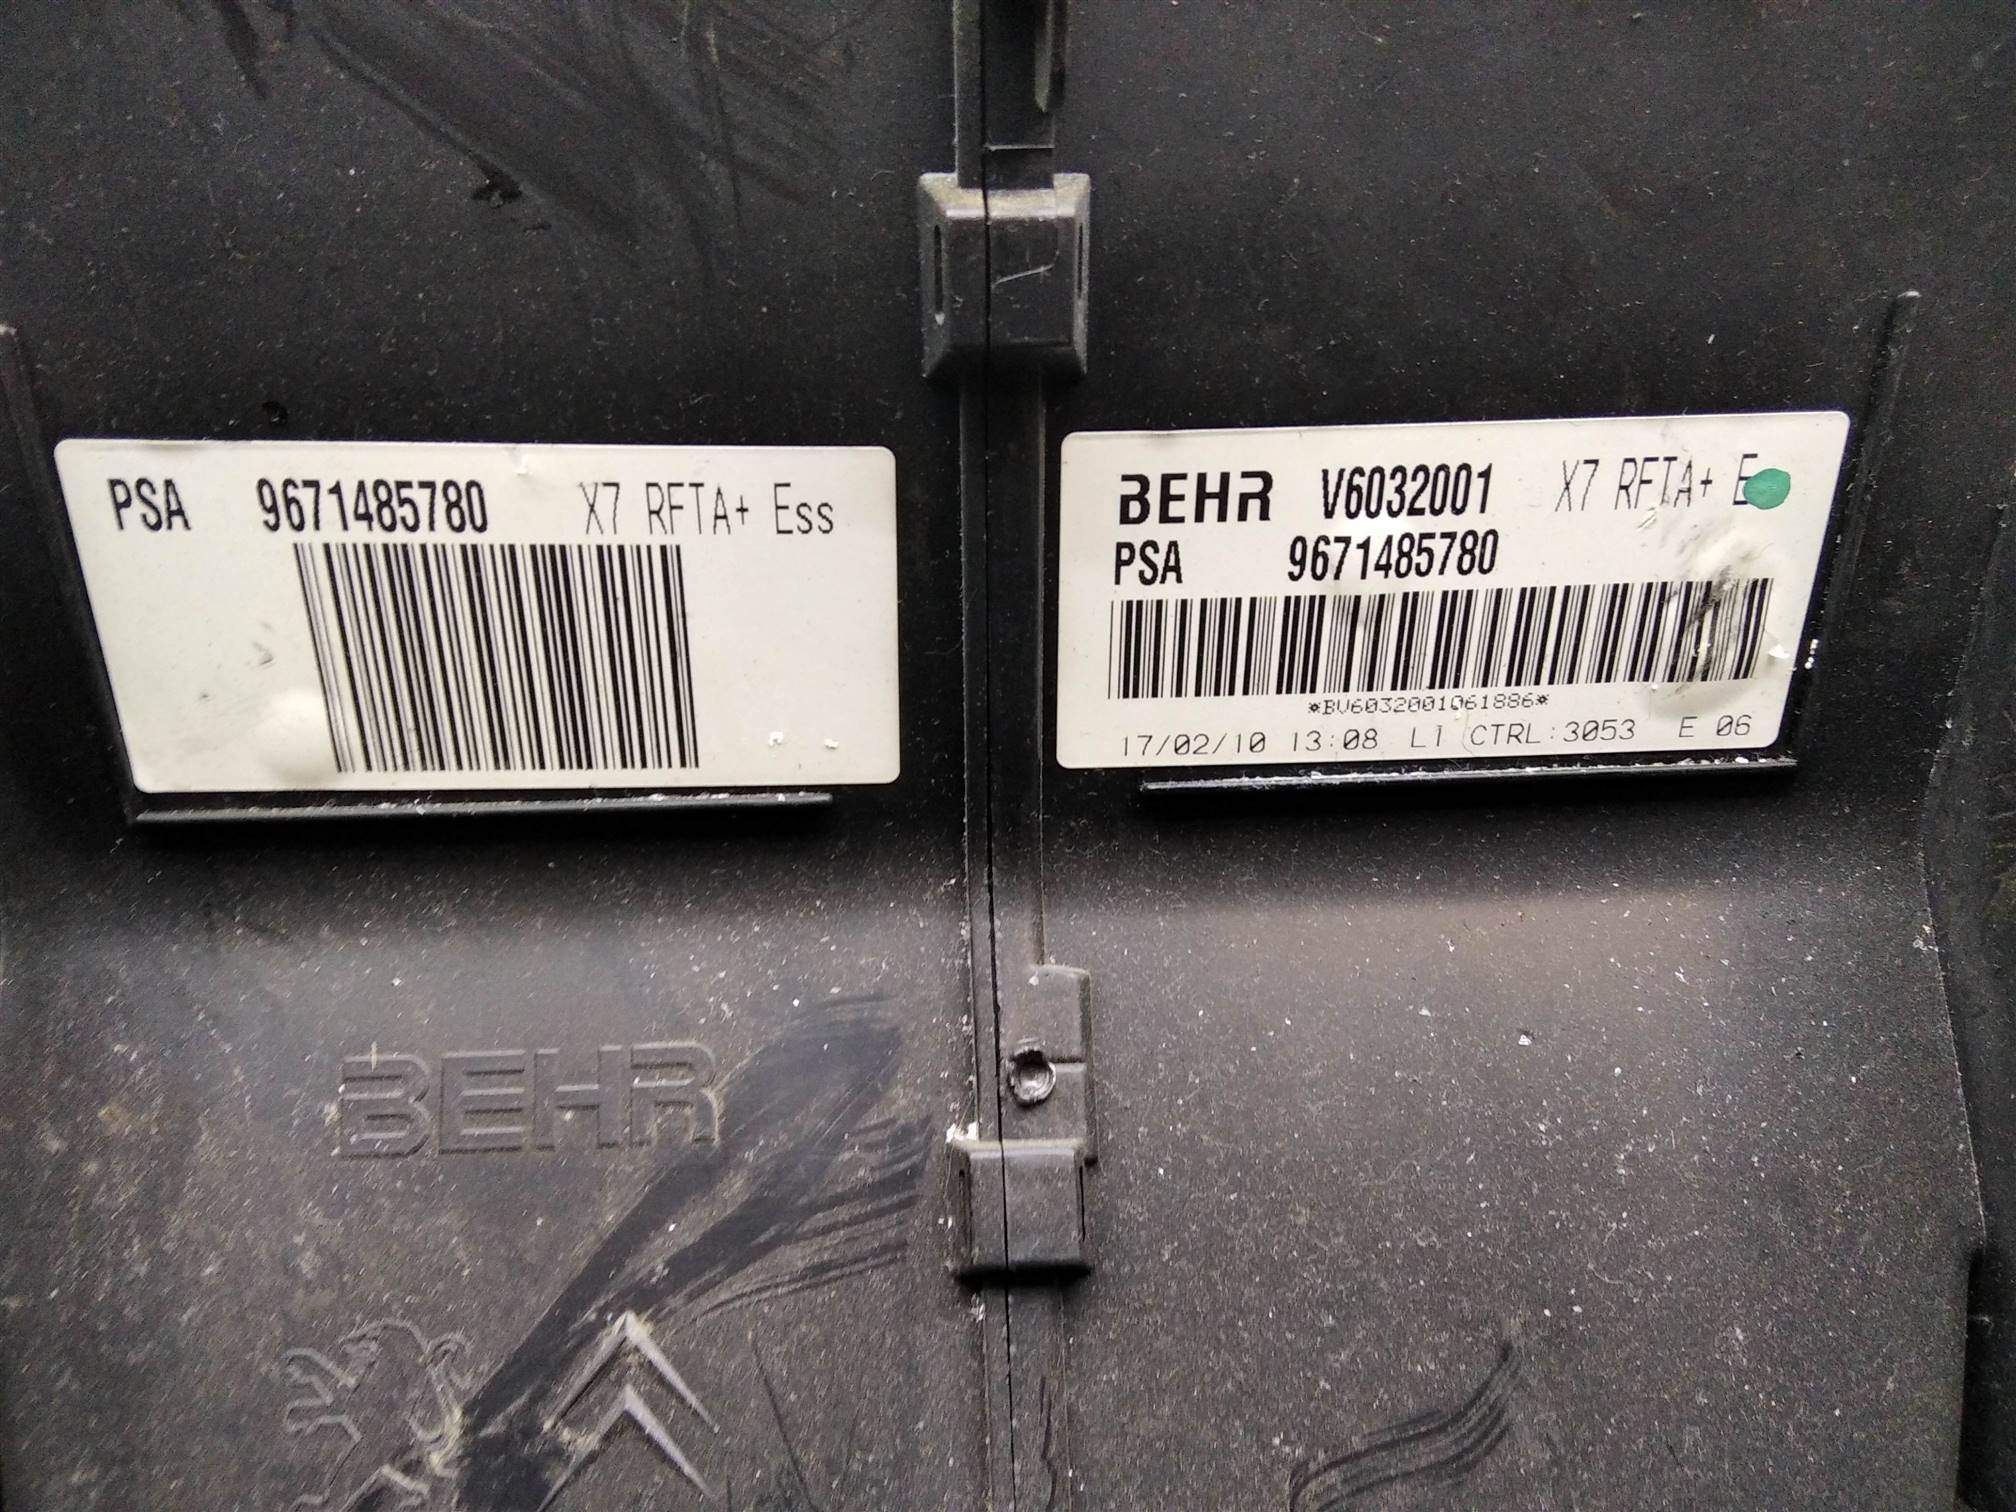 PSA 9671485780 X7 RFTA+ Ess
BEHR V6032001 X7 RFTA+ E
PSA 9671485780
*BV6032001061886*
17/02/10 13:08 L1 CTRL:3053 E 06
BEHR